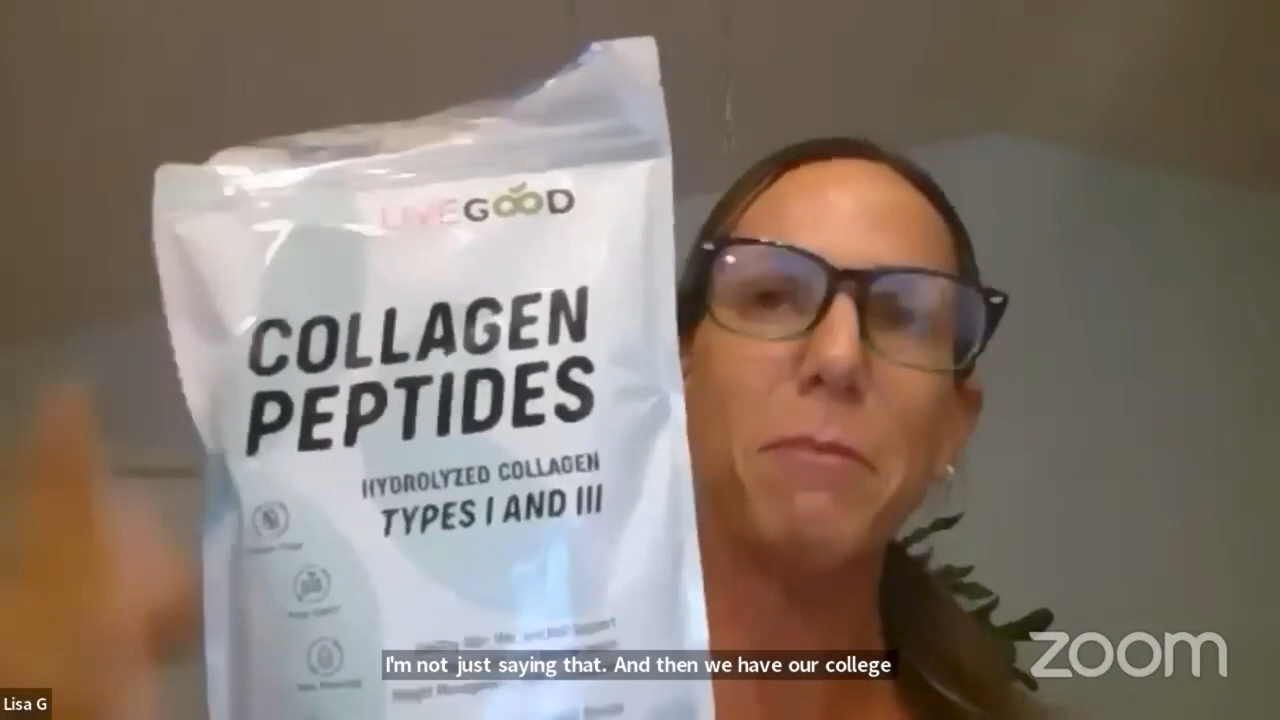 LIVEGOOD
COLLAGEN
PEPTIDES
HYDROLYZED COLLAGEN
TYPES I AND III
I'm not just saying that. And then we have our college
zoom
Lisa G